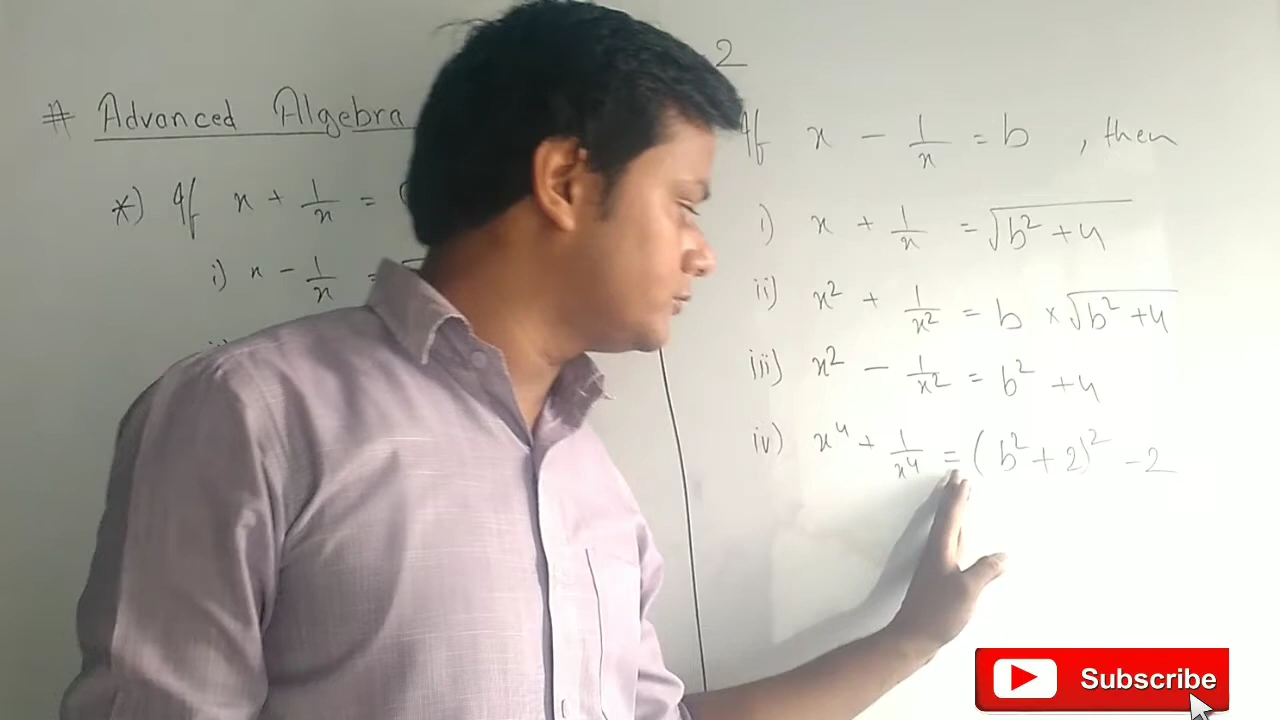 # Advanced Algebra
2
*) If x + 1/x =
i) x - 1/x =
If x - 1/x = b , then
i) x + 1/x = √(b² + 4)
ii) x² + 1/x² = b × √(b² + 4)
iii) x² - 1/x² = b² + 4
iv) x⁴ + 1/x⁴ = (b² + 2)² - 2
Subscribe